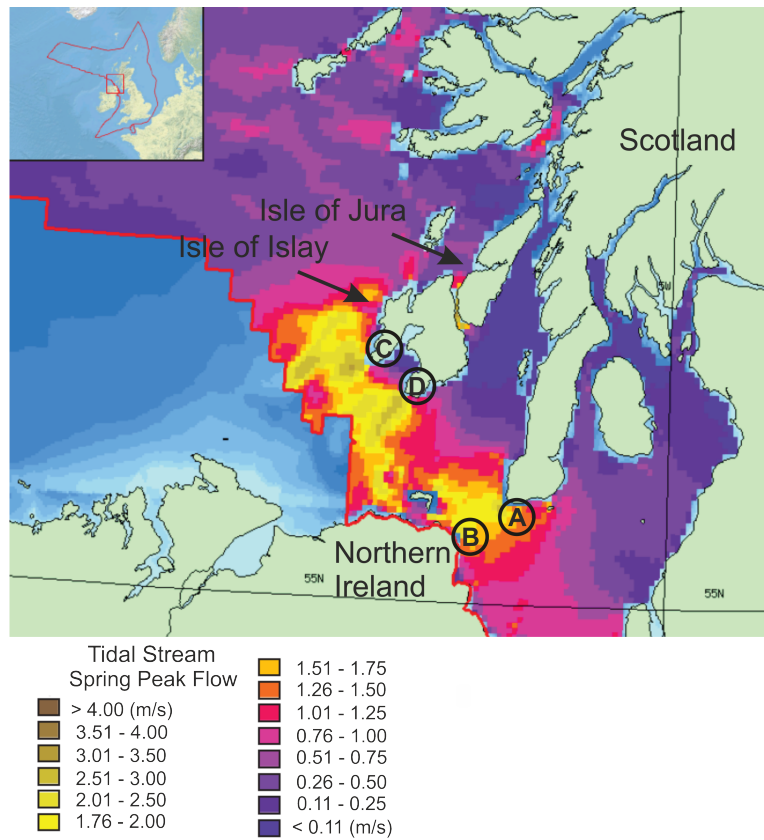 Scotland
Isle of Jura
Isle of Islay
5W
C
D
A
B
Northern
Ireland
55N
55N
Tidal Stream
Spring Peak Flow
> 4.00 (m/s)
3.51 - 4.00
3.01 - 3.50
2.51 - 3.00
2.01 - 2.50
1.76 - 2.00
1.51 - 1.75
1.26 - 1.50
1.01 - 1.25
0.76 - 1.00
0.51 - 0.75
0.26 - 0.50
0.11 - 0.25
< 0.11 (m/s)